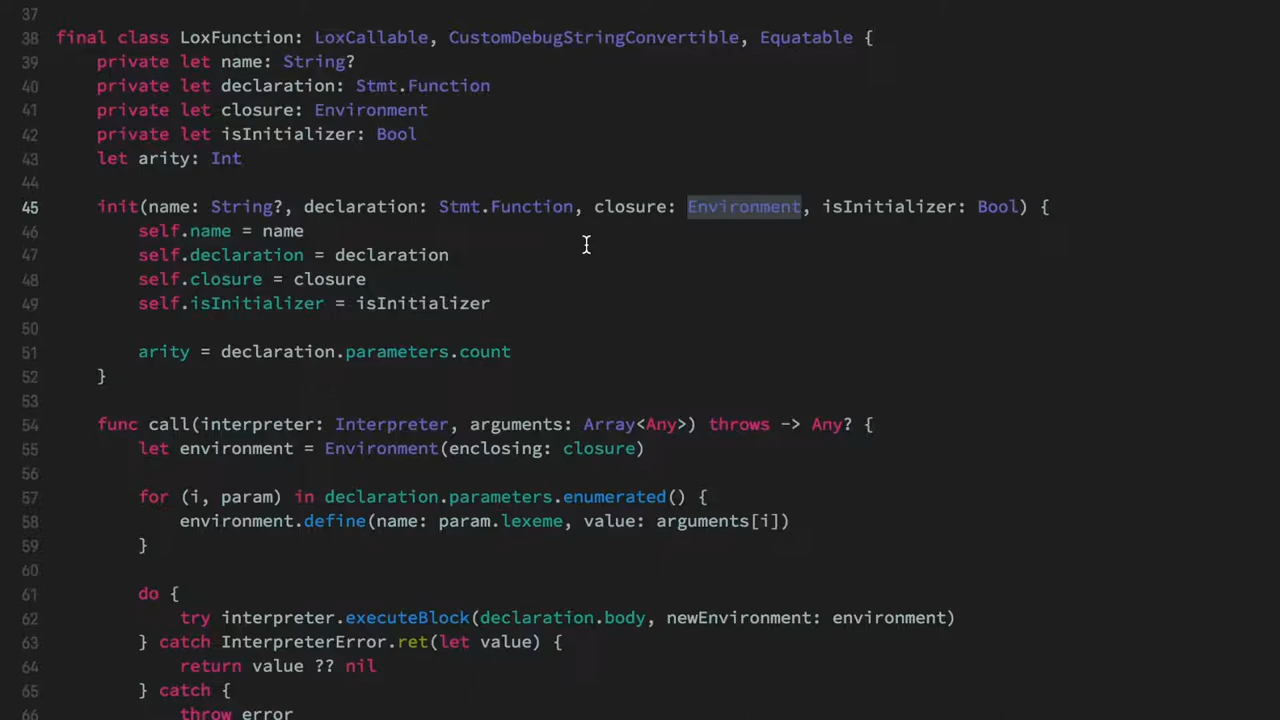 37
38 final class LoxFunction: LoxCallable, CustomDebugStringConvertible, Equatable {
39 private let name: String?
40 private let declaration: Stmt.Function
41 private let closure: Environment
42 private let isInitializer: Bool
43 let arity: Int
44
45 init(name: String?, declaration: Stmt.Function, closure: Environment, isInitializer: Bool) {
46 self.name = name
47 self.declaration = declaration
48 self.closure = closure
49 self.isInitializer = isInitializer
50
51 arity = declaration.parameters.count
52 }
53
54 func call(interpreter: Interpreter, arguments: Array<Any>) throws -> Any? {
55 let environment = Environment(enclosing: closure)
56
57 for (i, param) in declaration.parameters.enumerated() {
58 environment.define(name: param.lexeme, value: arguments[i])
59 }
60
61 do {
62 try interpreter.executeBlock(declaration.body, newEnvironment: environment)
63 } catch InterpreterError.ret(let value) {
64 return value ?? nil
65 } catch {
66 throw error